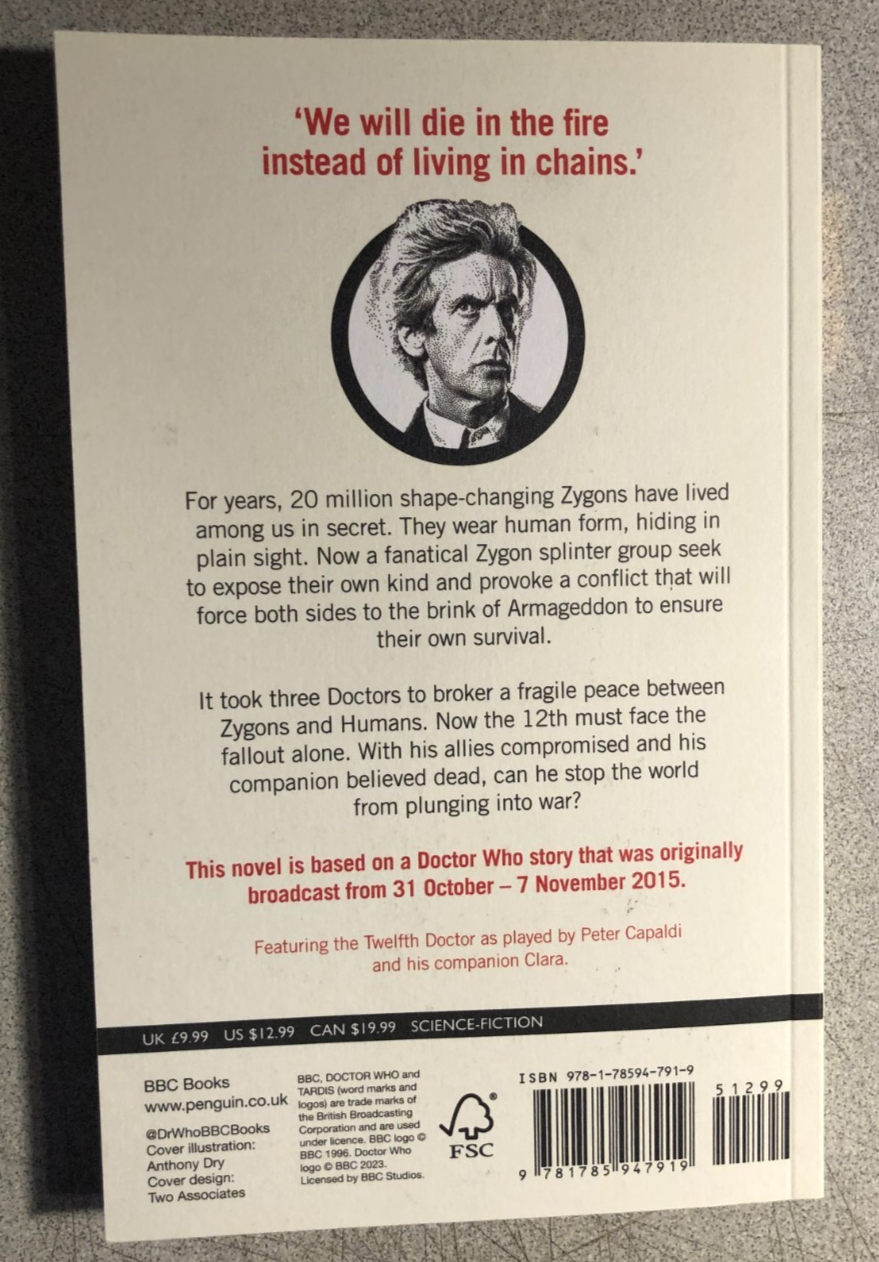 ‘We will die in the fire
instead of living in chains.’
For years, 20 million shape-changing Zygons have lived
among us in secret. They wear human form, hiding in
plain sight. Now a fanatical Zygon splinter group seek
to expose their own kind and provoke a conflict that will
force both sides to the brink of Armageddon to ensure
their own survival.
It took three Doctors to broker a fragile peace between
Zygons and Humans. Now the 12th must face the
fallout alone. With his allies compromised and his
companion believed dead, can he stop the world
from plunging into war?
This novel is based on a Doctor Who story that was originally
broadcast from 31 October – 7 November 2015.
Featuring the Twelfth Doctor as played by Peter Capaldi
and his companion Clara.
UK £9.99 US $12.99 CAN $19.99 SCIENCE-FICTION
BBC Books
www.penguin.co.uk
@DrWhoBBCBooks
Cover illustration:
Anthony Dry
Cover design:
Two Associates
BBC, DOCTOR WHO and
TARDIS (word marks and
logos) are trade marks of
the British Broadcasting
Corporation and are used
under licence. BBC logo ©
BBC 1996. Doctor Who
logo © BBC 2023.
Licensed by BBC Studios.
®
FSC
ISBN 978-1-78594-791-9
51299
9 781785 947919